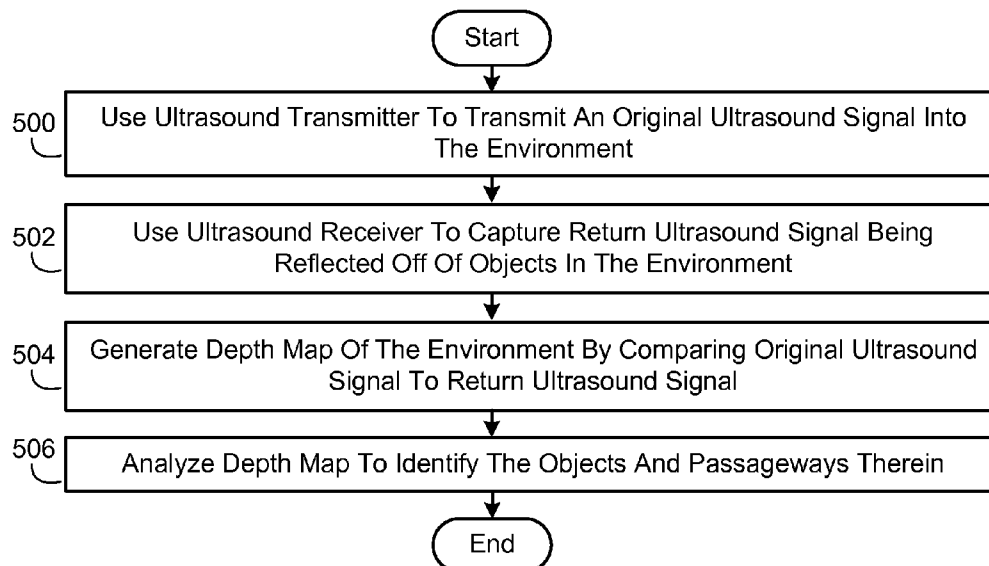 Start
500
Use Ultrasound Transmitter To Transmit An Original Ultrasound Signal Into
The Environment
502
Use Ultrasound Receiver To Capture Return Ultrasound Signal Being
Reflected Off Of Objects In The Environment
504
Generate Depth Map Of The Environment By Comparing Original Ultrasound
Signal To Return Ultrasound Signal
506
Analyze Depth Map To Identify The Objects And Passageways Therein
End